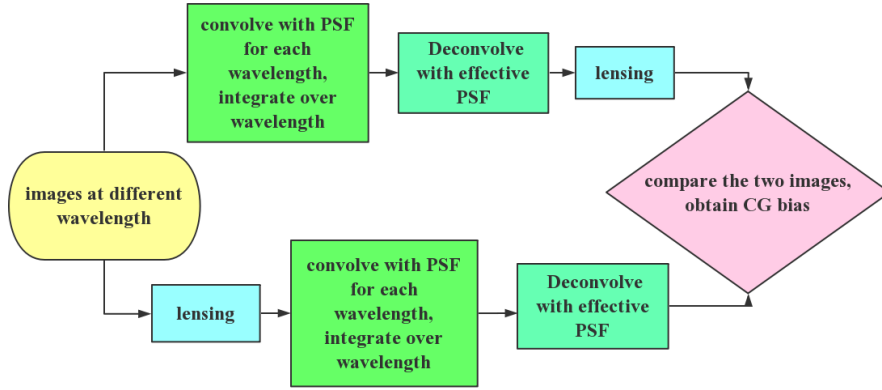 convolve with PSF
for each
wavelength,
integrate over
wavelength
Deconvolve
with effective
PSF
lensing
images at different
wavelength
compare the two images,
obtain CG bias
lensing
convolve with PSF
for each
wavelength,
integrate over
wavelength
Deconvolve
with effective
PSF